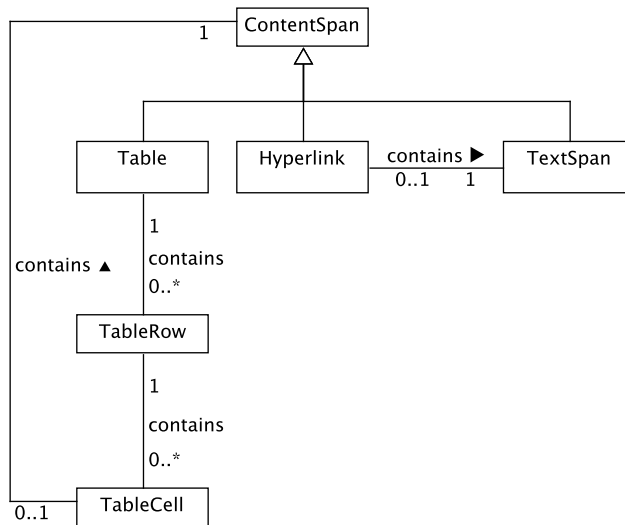 ContentSpan
1
Table
Hyperlink
contains ▶
0..1
1
TextSpan
1
contains
0..*
contains ▲
TableRow
1
contains
0..*
TableCell
0..1